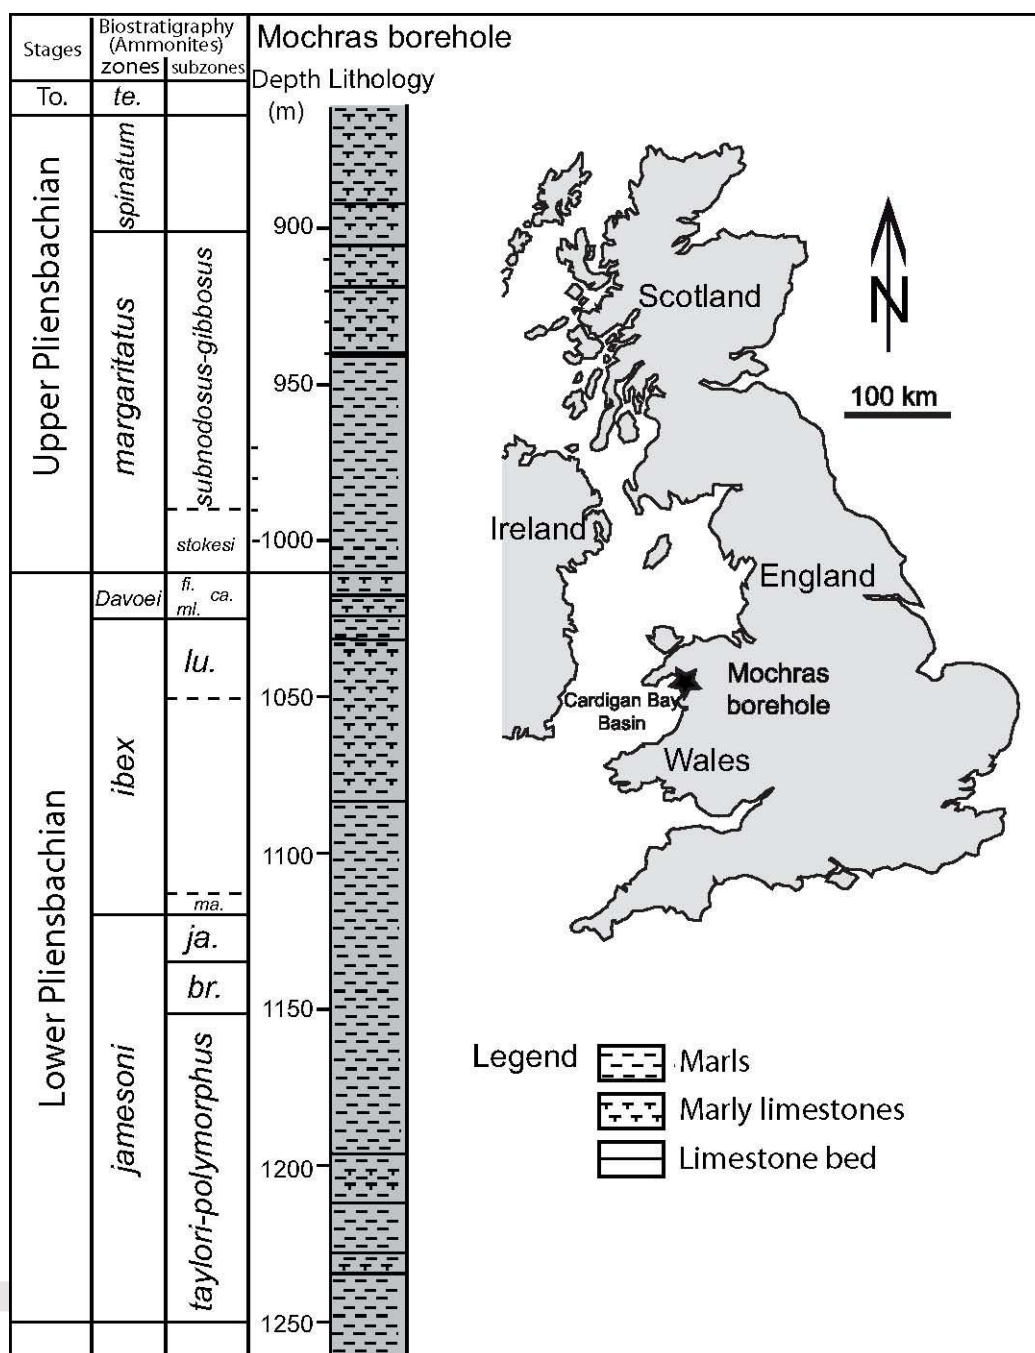 Stages
Biostratigraphy
(Ammonites)
zones
subzones
Mochras borehole
Depth Lithology
(m)
To.
te.
Upper Pliensbachian
spinatum
margaritatus
subnodosus-gibbosus
stokesi
Lower Pliensbachian
Davoei
fi.
ml. ca.
ibex
lu.
ma.
jamesoni
ja.
br.
taylori-polymorphus
900
950
1000
1050
1100
1150
1200
1250
Scotland
N
100 km
Ireland
England
Mochras
borehole
Cardigan Bay
Basin
Wales
Legend
Marls
Marly limestones
Limestone bed